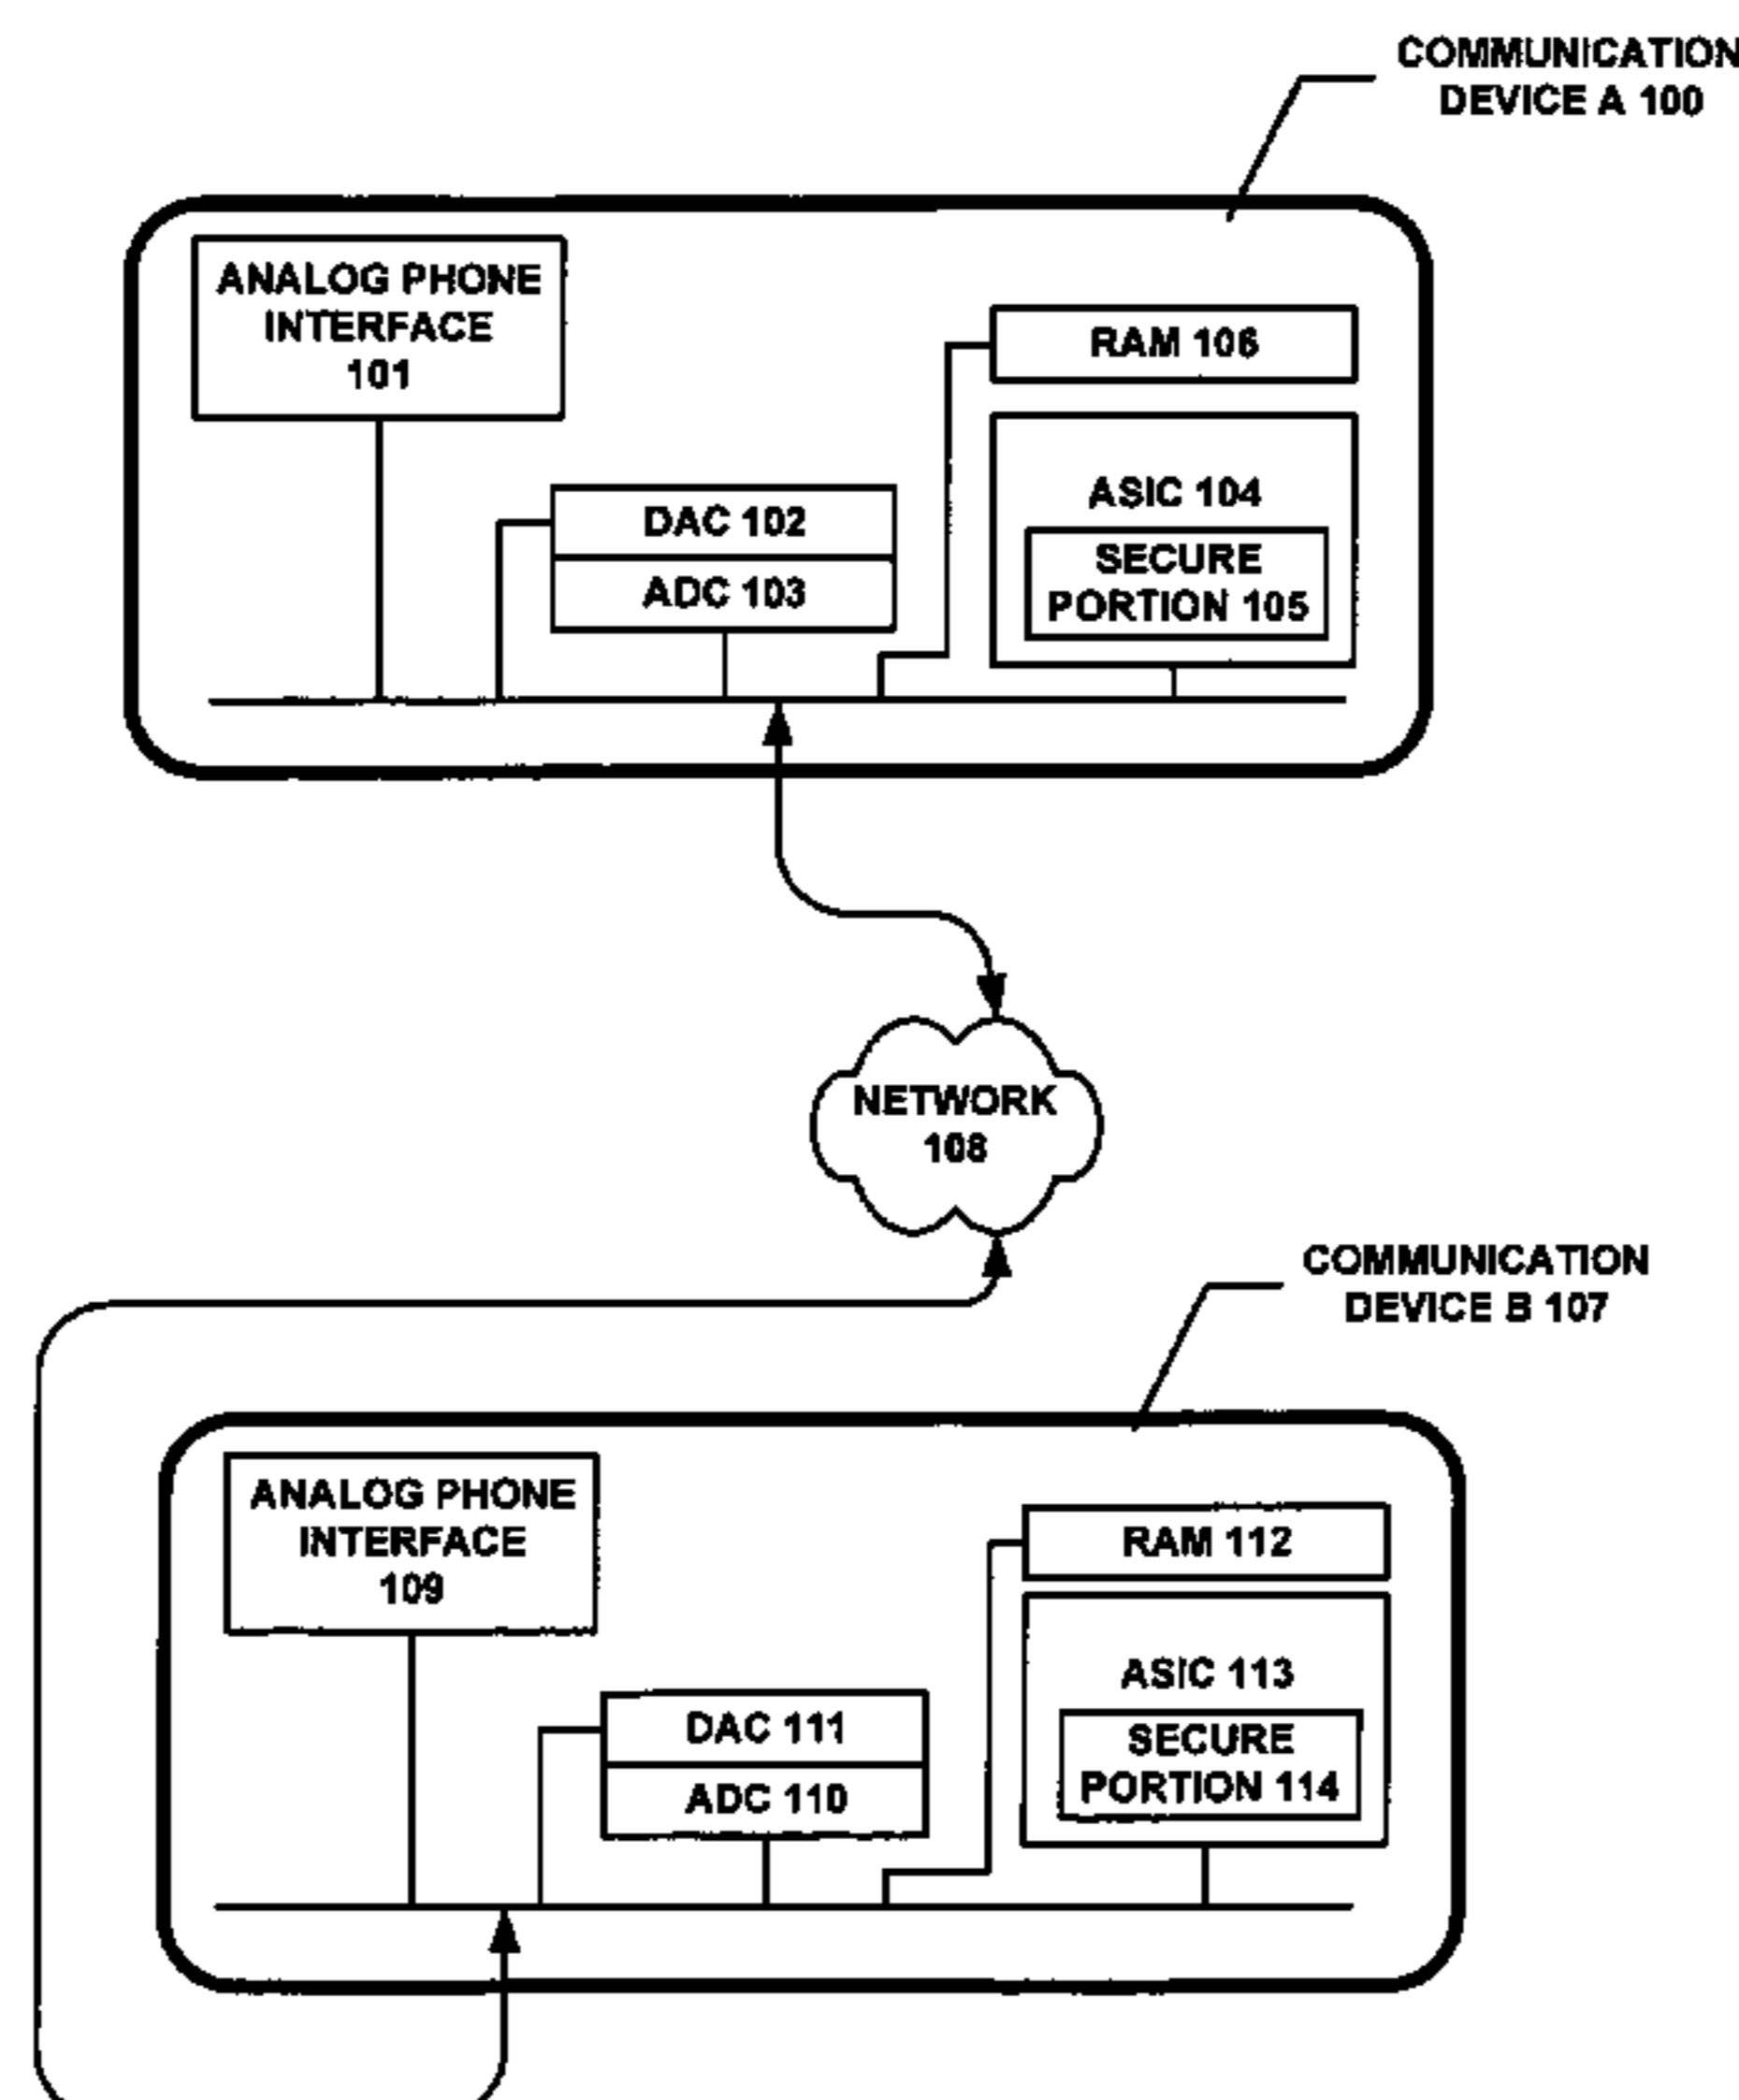 COMMUNICATION
DEVICE A 100
ANALOG PHONE
INTERFACE
101
RAM 106
ASIC 104
DAC 102
SECURE
PORTION 105
ADC 103
NETWORK
108
COMMUNICATION
DEVICE B 107
ANALOG PHONE
INTERFACE
109
RAM 112
ASIC 113
DAC 111
SECURE
PORTION 114
ADC 110